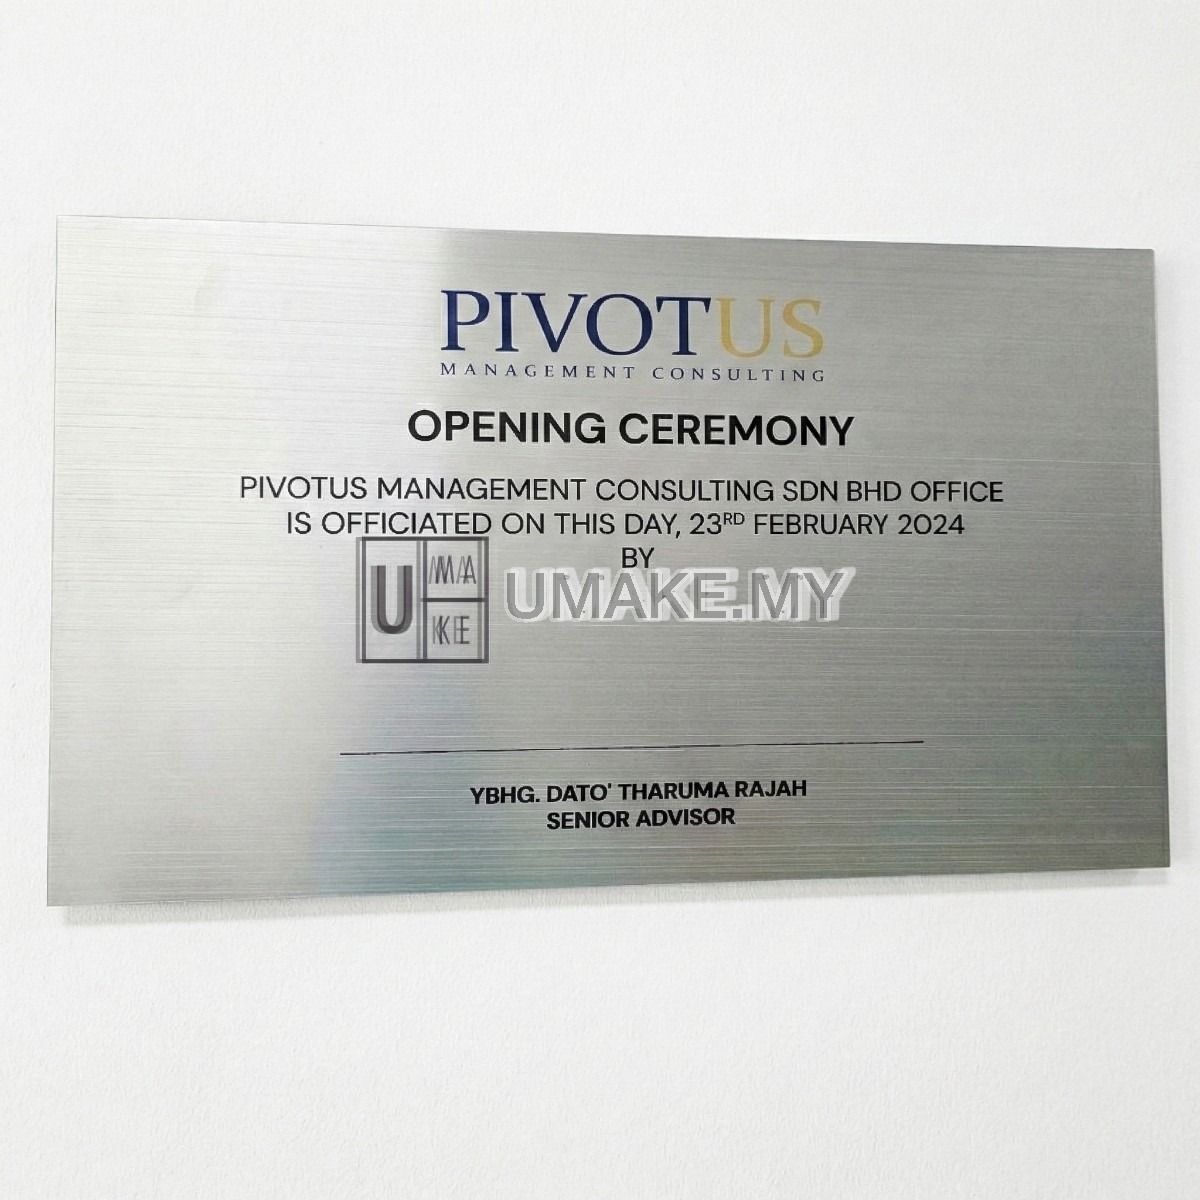 PIVOTUS
MANAGEMENT CONSULTING
OPENING CEREMONY
PIVOTUS MANAGEMENT CONSULTING SDN BHD OFFICE
IS OFFICIATED ON THIS DAY, 23RD FEBRUARY 2024
BY
U MAKE UMAKE.MY
YBHG. DATO' THARUMA RAJAH
SENIOR ADVISOR